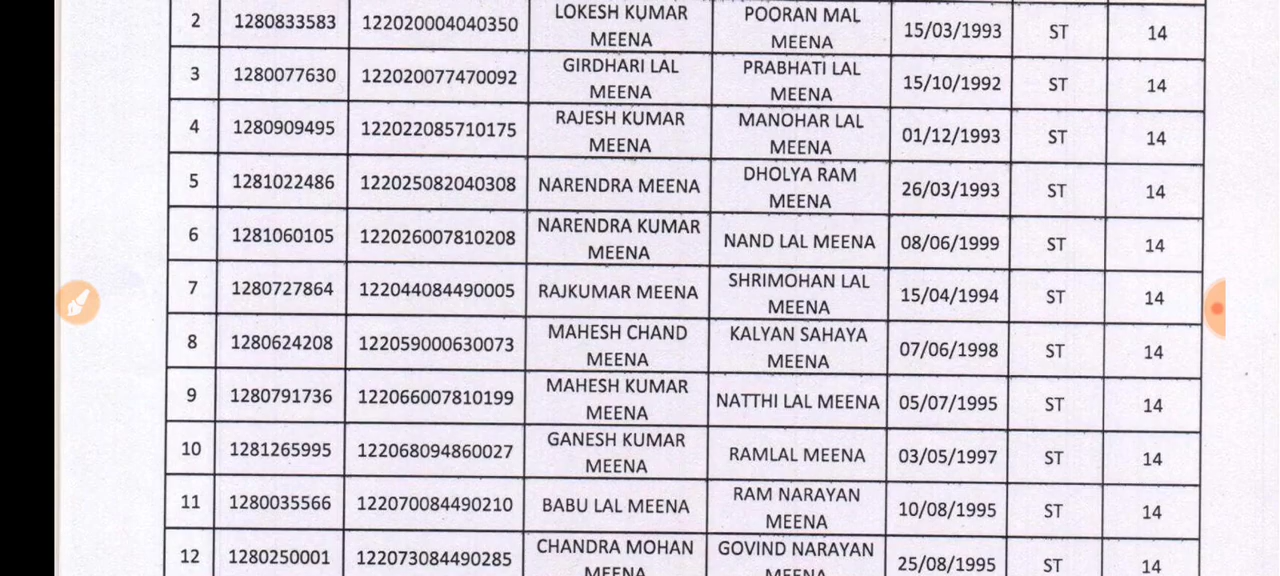 2 1280833583 122020004040350 LOKESH KUMAR MEENA POORAN MAL MEENA 15/03/1993 ST 14
3 1280077630 122020077470092 GIRDHARI LAL MEENA PRABHATI LAL MEENA 15/10/1992 ST 14
4 1280909495 122022085710175 RAJESH KUMAR MEENA MANOHAR LAL MEENA 01/12/1993 ST 14
5 1281022486 122025082040308 NARENDRA MEENA DHOLYA RAM MEENA 26/03/1993 ST 14
6 1281060105 122026007810208 NARENDRA KUMAR MEENA NAND LAL MEENA 08/06/1999 ST 14
7 1280727864 122044084490005 RAJKUMAR MEENA SHRIMOHAN LAL MEENA 15/04/1994 ST 14
8 1280624208 122059000630073 MAHESH CHAND MEENA KALYAN SAHAYA MEENA 07/06/1998 ST 14
9 1280791736 122066007810199 MAHESH KUMAR MEENA NATTHI LAL MEENA 05/07/1995 ST 14
10 1281265995 122068094860027 GANESH KUMAR MEENA RAMLAL MEENA 03/05/1997 ST 14
11 1280035566 122070084490210 BABU LAL MEENA RAM NARAYAN MEENA 10/08/1995 ST 14
12 1280250001 122073084490285 CHANDRA MOHAN MEENA GOVIND NARAYAN MEENA 25/08/1995 ST 14